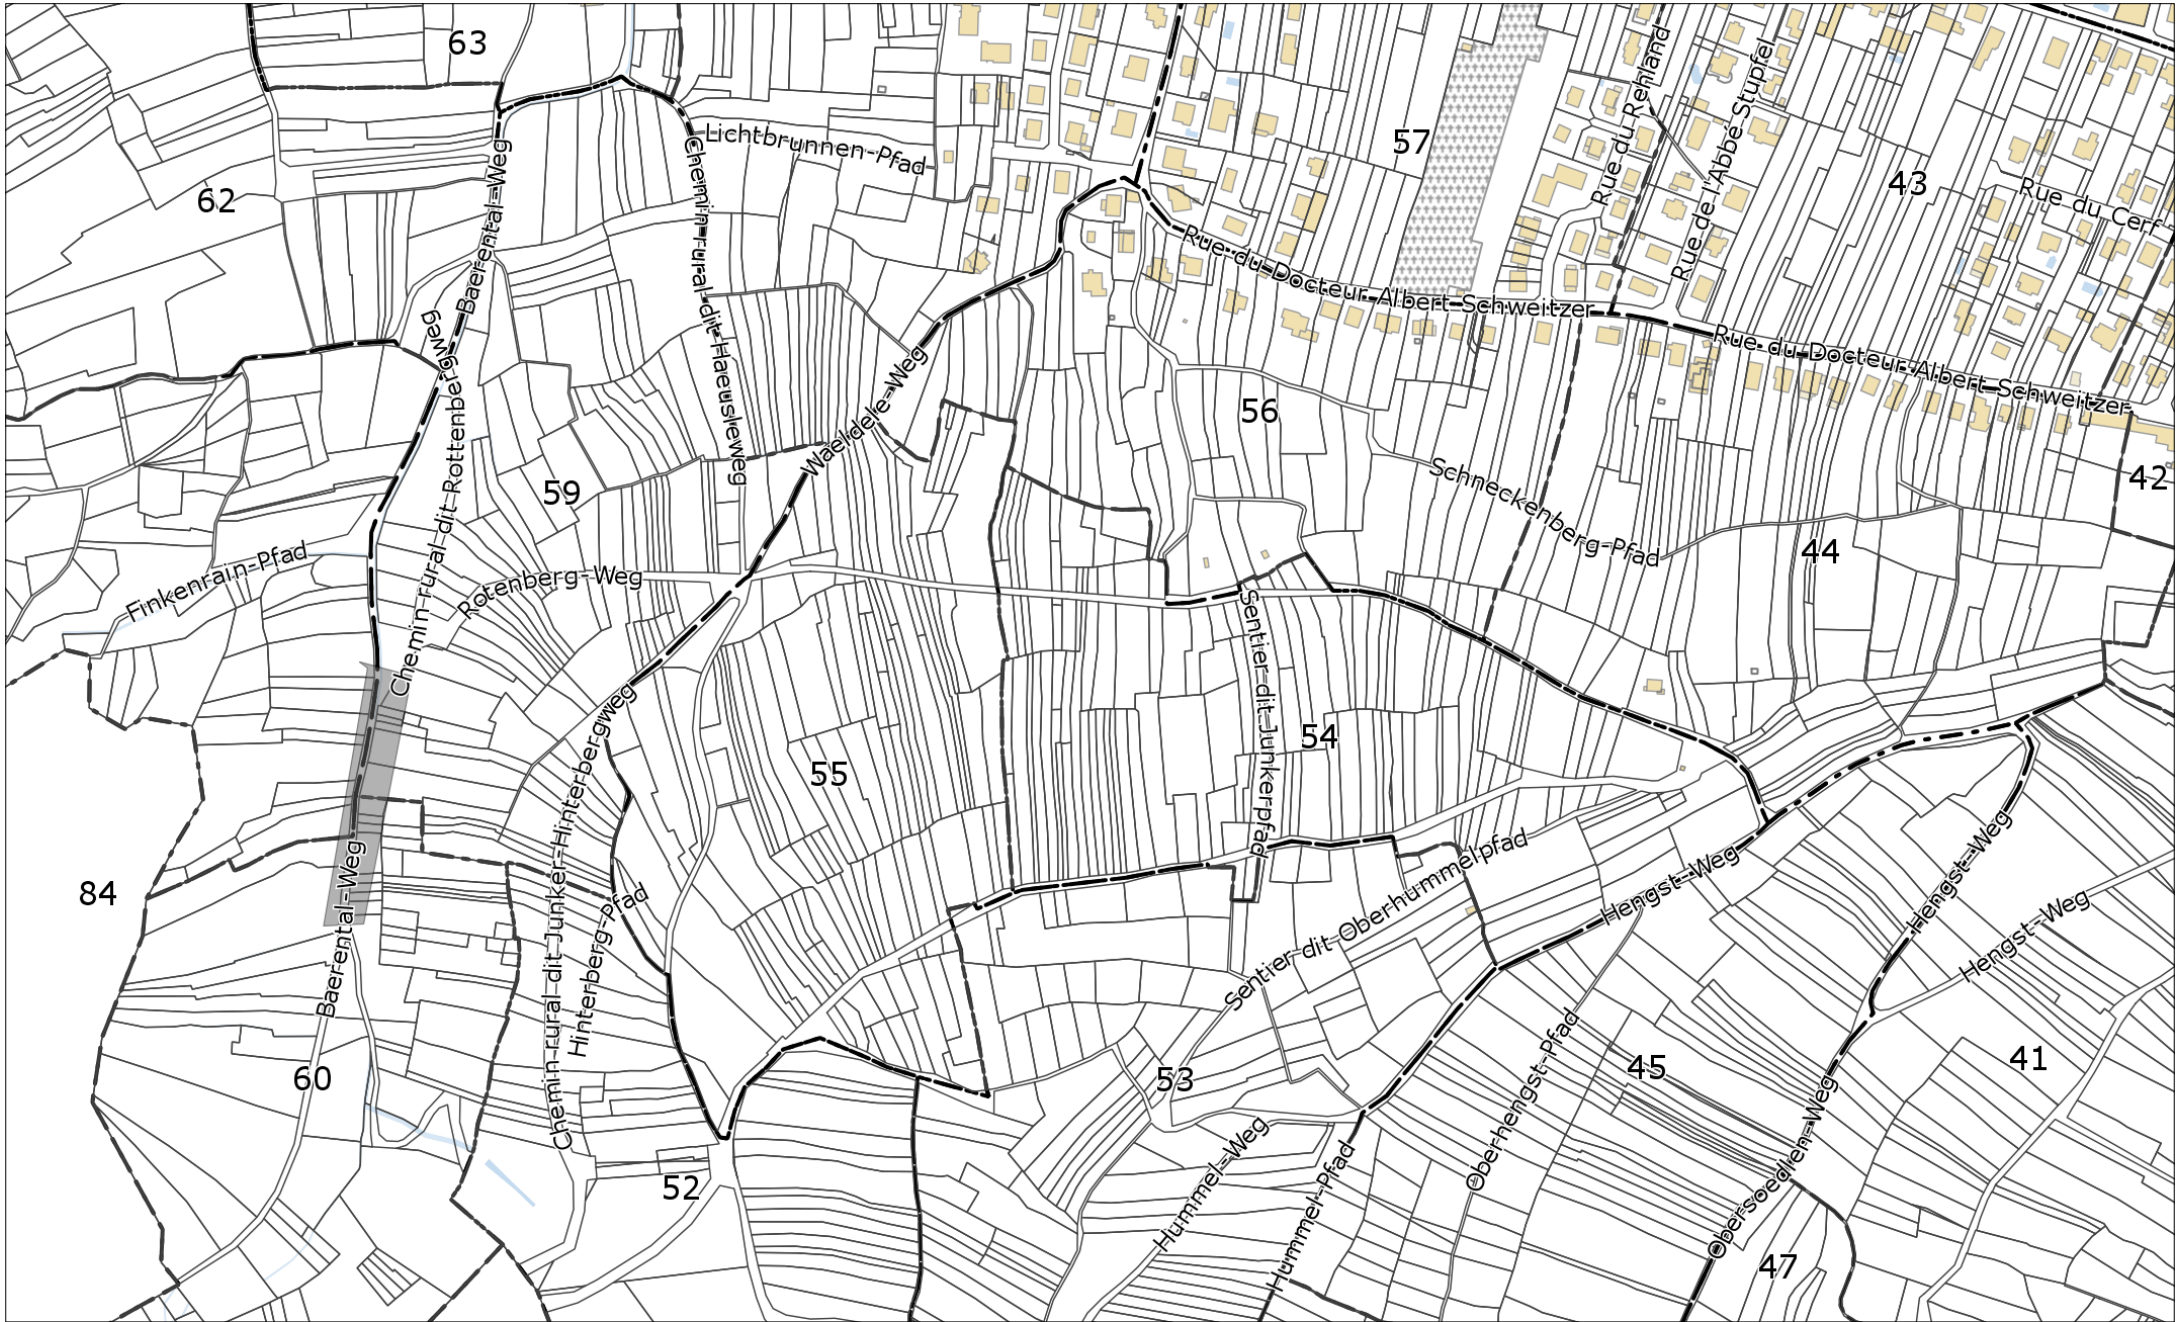 63
Lichtbrunnen-Pfad
57
Rue du Rehland
Rue de l'Abbé Stupfel
43
Rue du Cerf
62
Baerental-Weg
Chemin rural dit Haeusleweg
Rue du Docteur Albert Schweitzer
Rue du Docteur Albert Schweitzer
Waeldele-Weg
56
Schneckenberg-Pfad
42
59
Chemin rural dit Rottenbergweg
44
Finkenrain-Pfad
Rotenberg-Weg
Sentier dit Junkerpfad
54
55
Chemin rural dit Junker-Hinterbergweg
Hinterberg-Pfad
84
Baerental-Weg
Sentier dit Oberhummelpfad
Hengst-Weg
Hengst-Weg
Hengst-Weg
60
53
45
41
Oberhengst-Pfad
Obersoedlen-Weg
Hummel-Weg
Hummel-Pfad
52
47